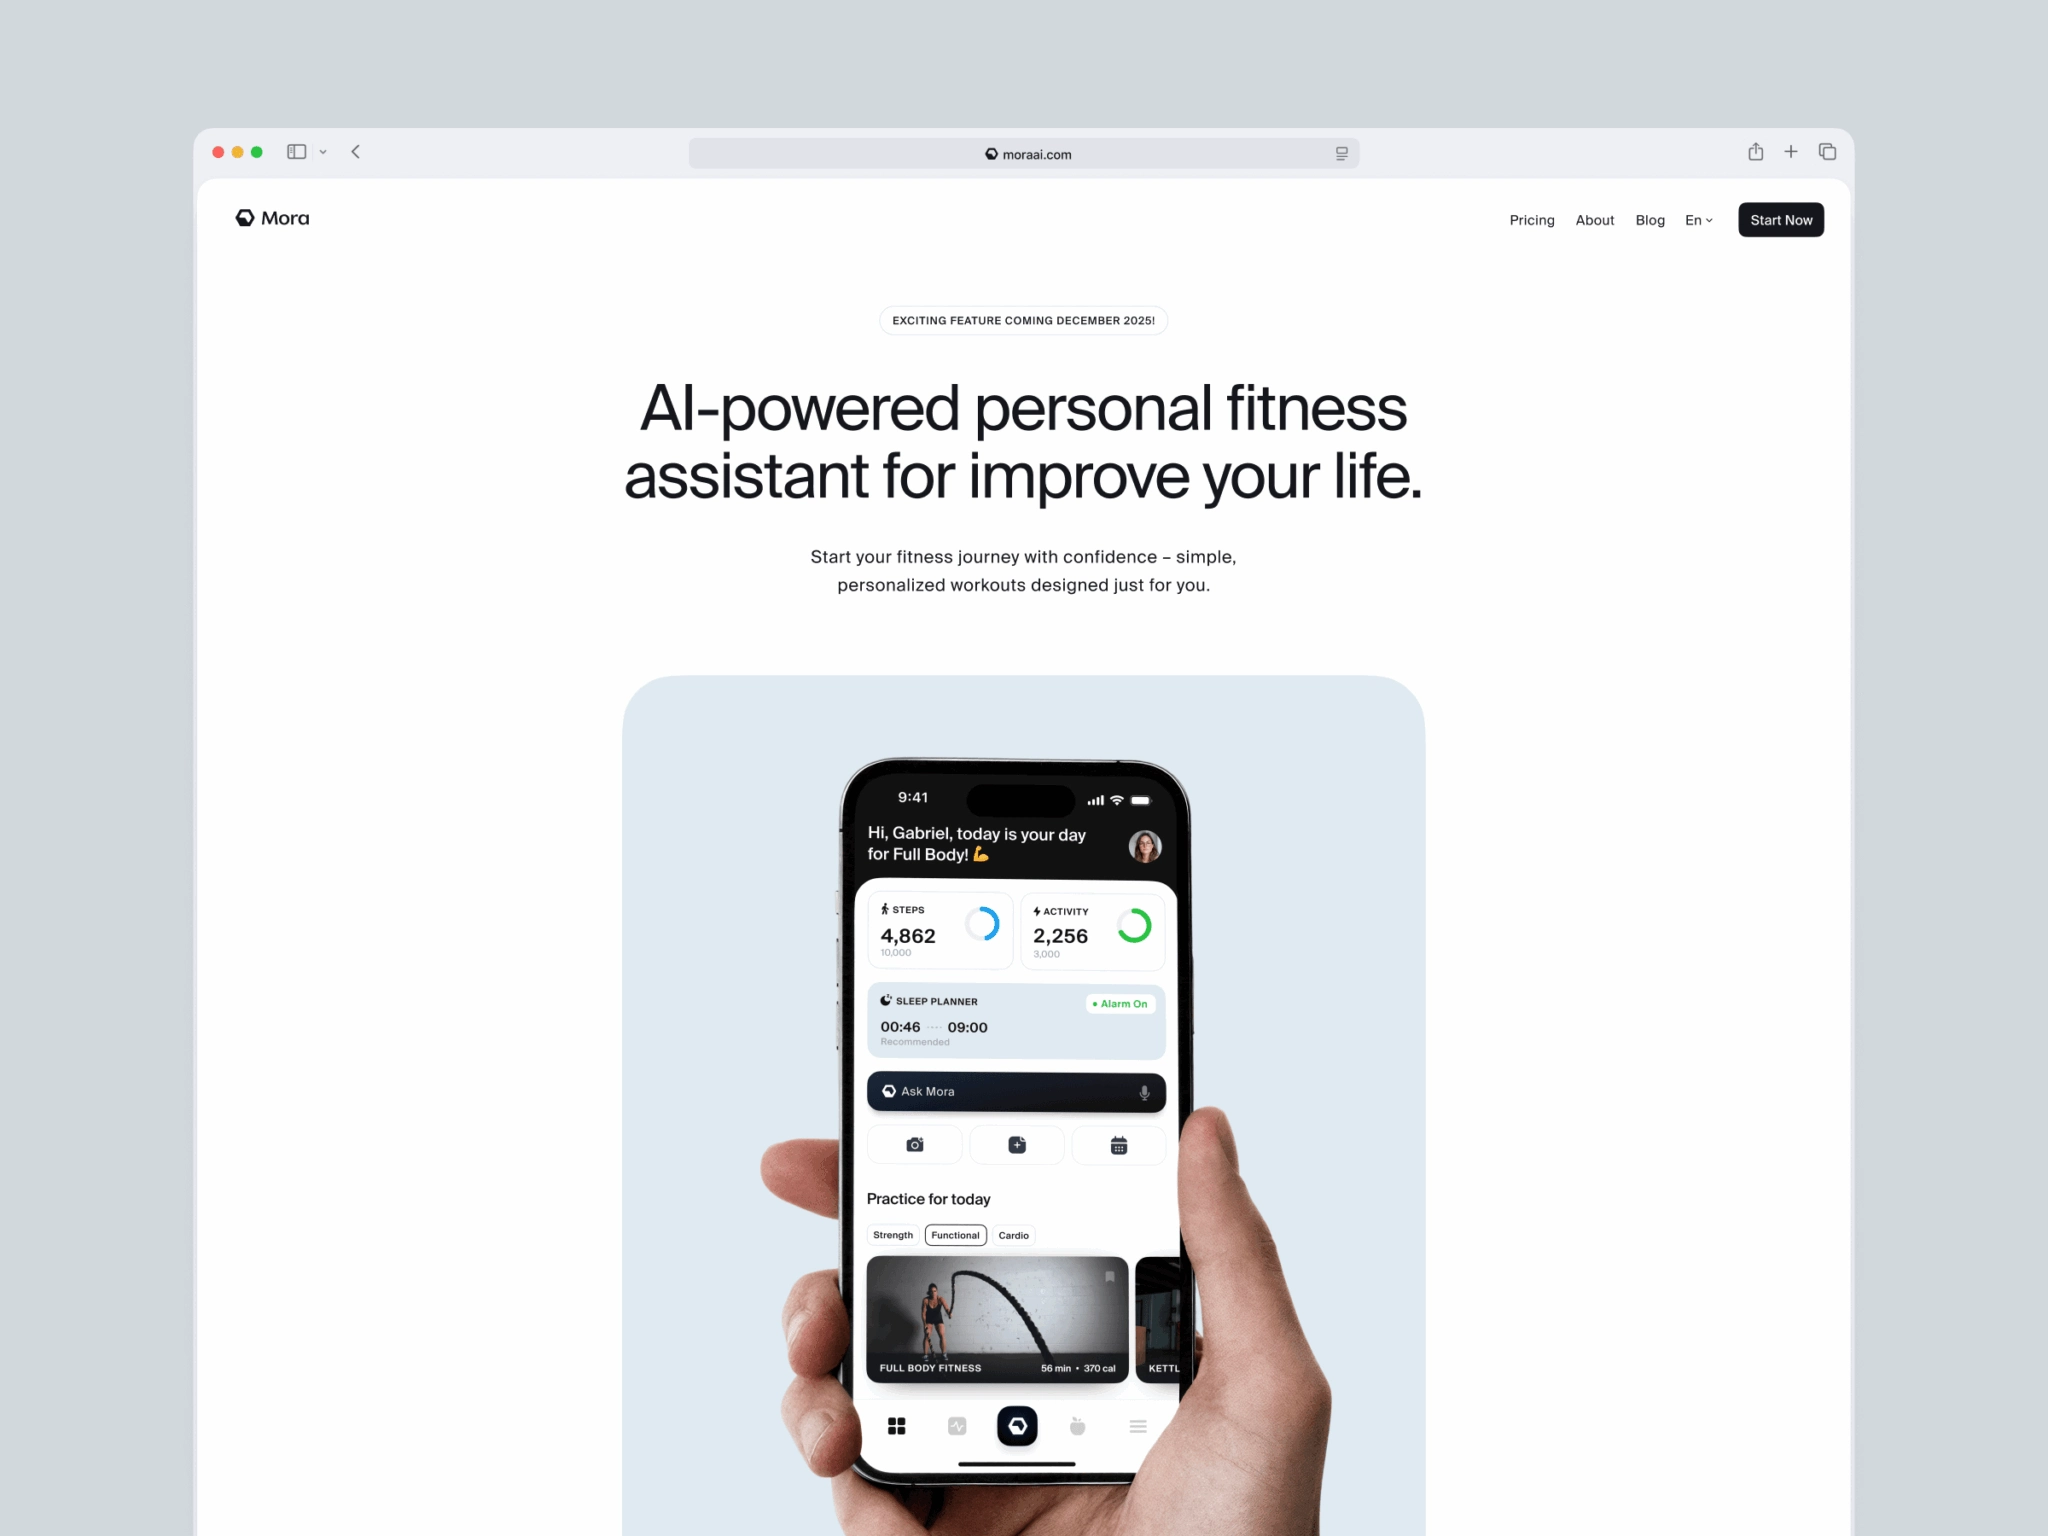 moraai.com
Mora
Pricing
About
Blog
En
Start Now
EXCITING FEATURE COMING DECEMBER 2025!
AI-powered personal fitness
assistant for improve your life.
Start your fitness journey with confidence – simple,
personalized workouts designed just for you.
9:41
Hi, Gabriel, today is your day
for Full Body! 💪
STEPS
4,862
10,000
ACTIVITY
2,256
3,000
SLEEP PLANNER
• Alarm On
00:46 ···· 09:00
Recommended
Ask Mora
Practice for today
Strength
Functional
Cardio
FULL BODY FITNESS
56 min • 370 cal
KETTL